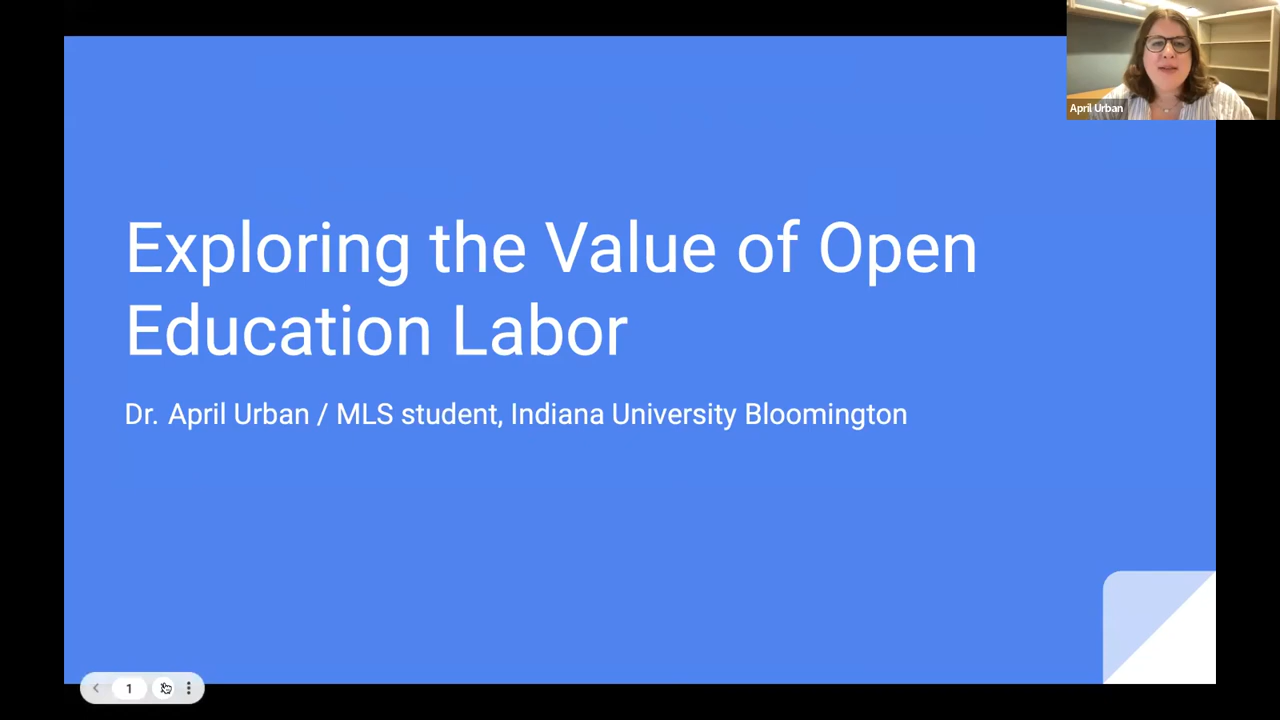 April Urban
Exploring the Value of Open
Education Labor
Dr. April Urban / MLS student, Indiana University Bloomington
1